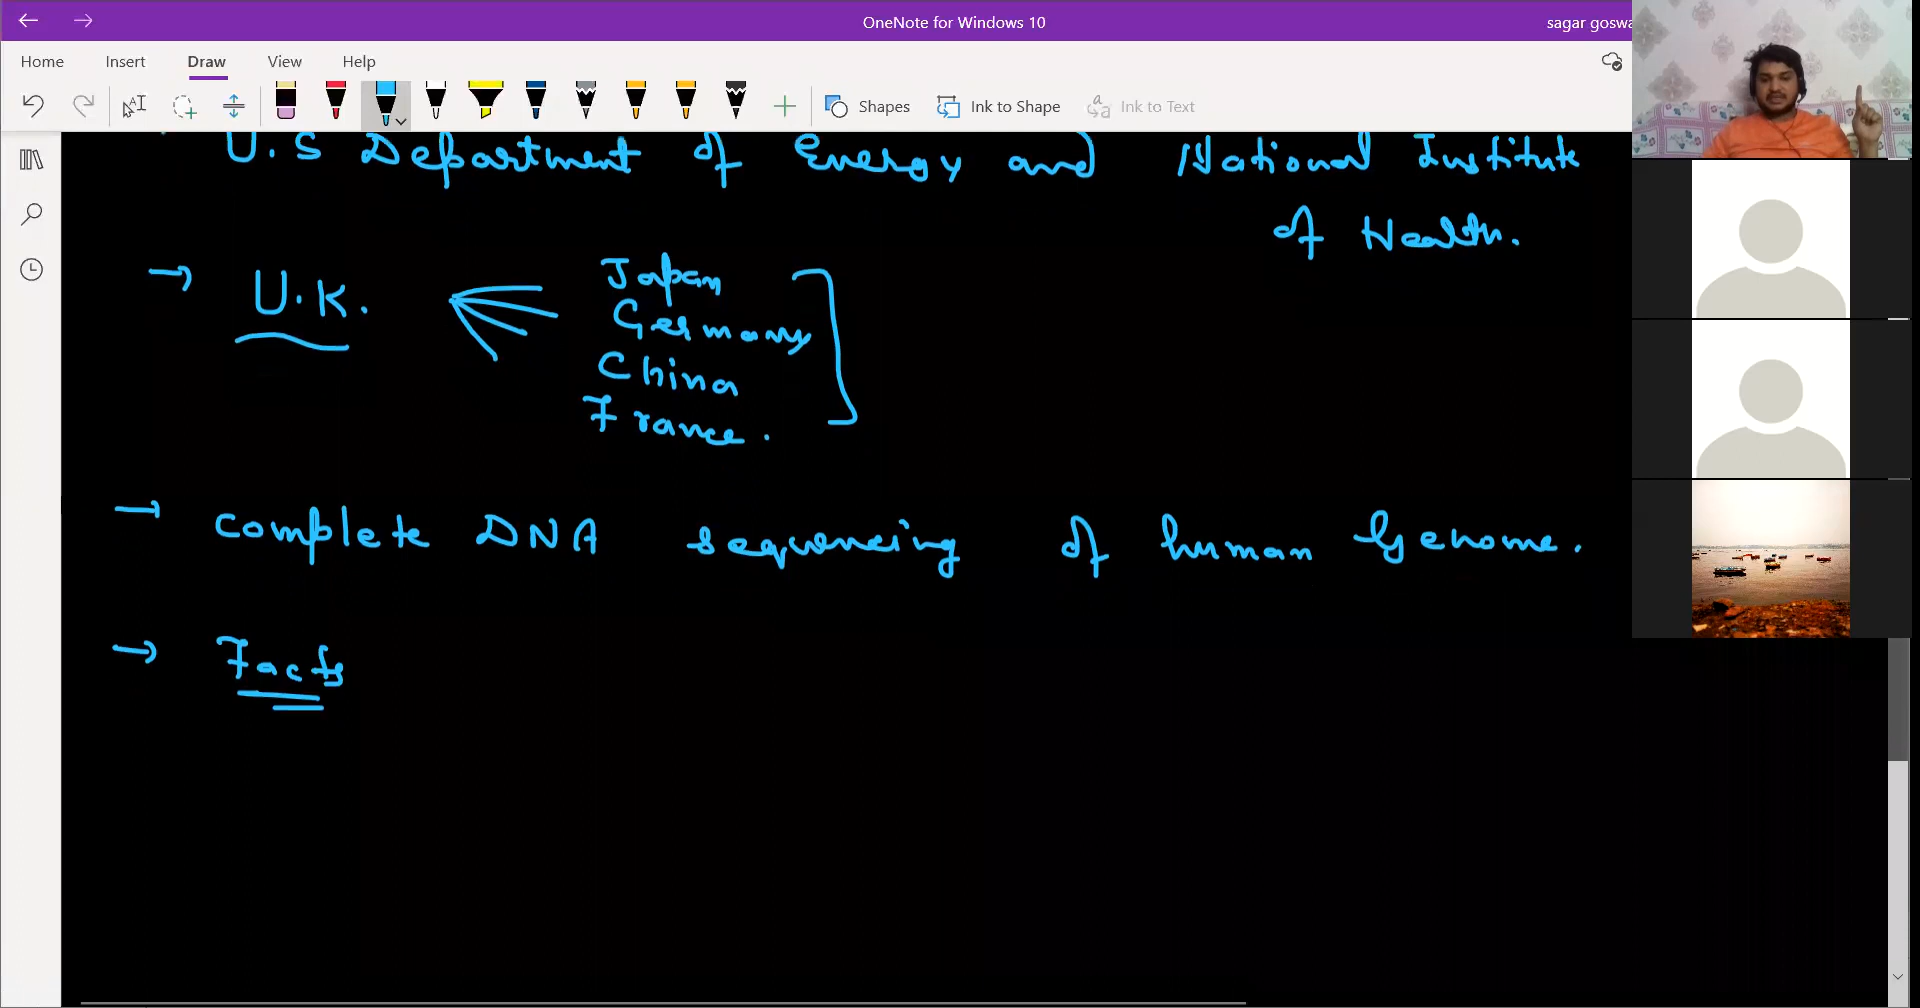 OneNote for Windows 10
sagar goswa
Home Insert Draw View Help
Shapes Ink to Shape Ink to Text
U.S Department of Energy and National Institute
of Health.
→ U.K. Japan
Germany
China
France.
→ Complete DNA sequencing of human Genome.
→ Facts